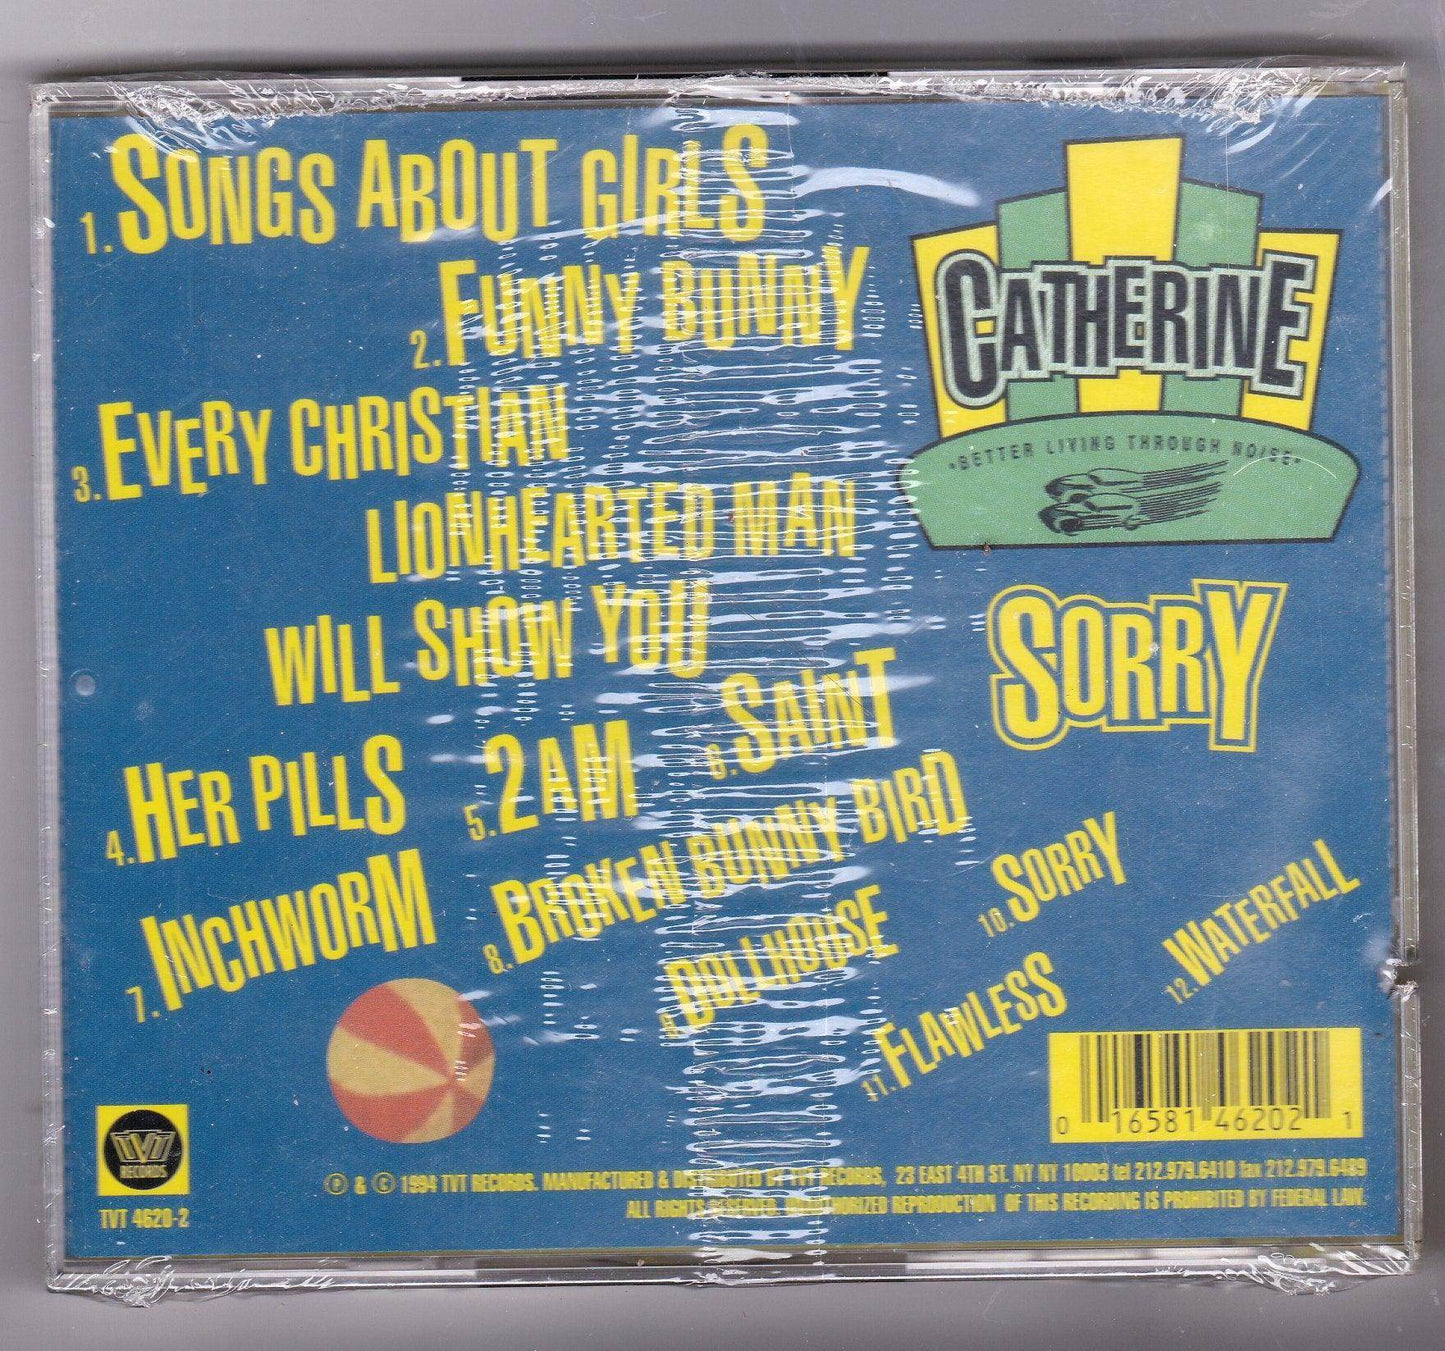 1. SONGS ABOUT GIRLS
2. FUNNY BUNNY
3. EVERY CHRISTIAN
LIONHEARTED MAN
WILL SHOW YOU
4. HER PILLS
5. 2AM
6. SAINT
7. INCHWORM
8. BROKEN BUNNY BIRD
9. DOLLHOUSE
10. SORRY
11. FLAWLESS
12. WATERFALL
CATHERINE
•BETTER LIVING THROUGH NOISE•
SORRY
0 16581 46202 1
TVT
RECORDS
TVT 4620-2
Ⓟ & © 1994 TVT RECORDS. MANUFACTURED & DISTRIBUTED BY TVT RECORDS, 23 EAST 4TH ST. NY NY 10003 tel 212.979.6410 fax 212.979.6489
ALL RIGHTS RESERVED. UNAUTHORIZED REPRODUCTION OF THIS RECORDING IS PROHIBITED BY FEDERAL LAW.